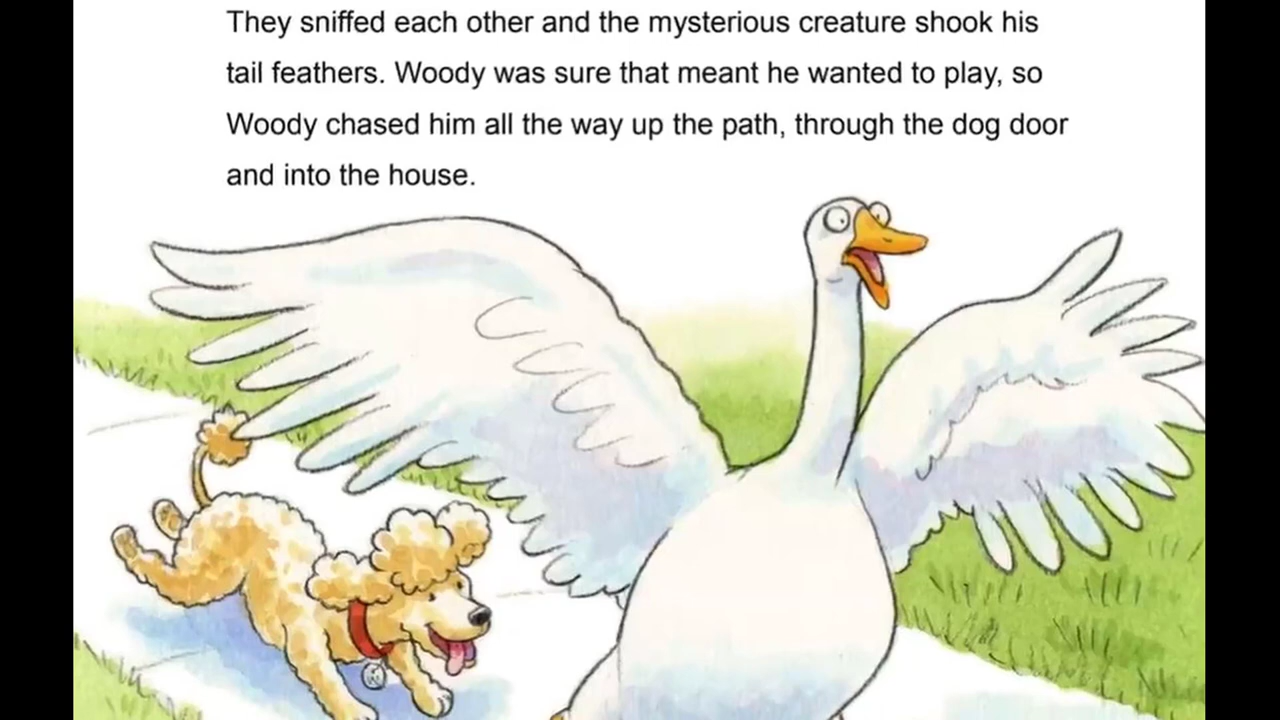 They sniffed each other and the mysterious creature shook his
tail feathers. Woody was sure that meant he wanted to play, so
Woody chased him all the way up the path, through the dog door
and into the house.